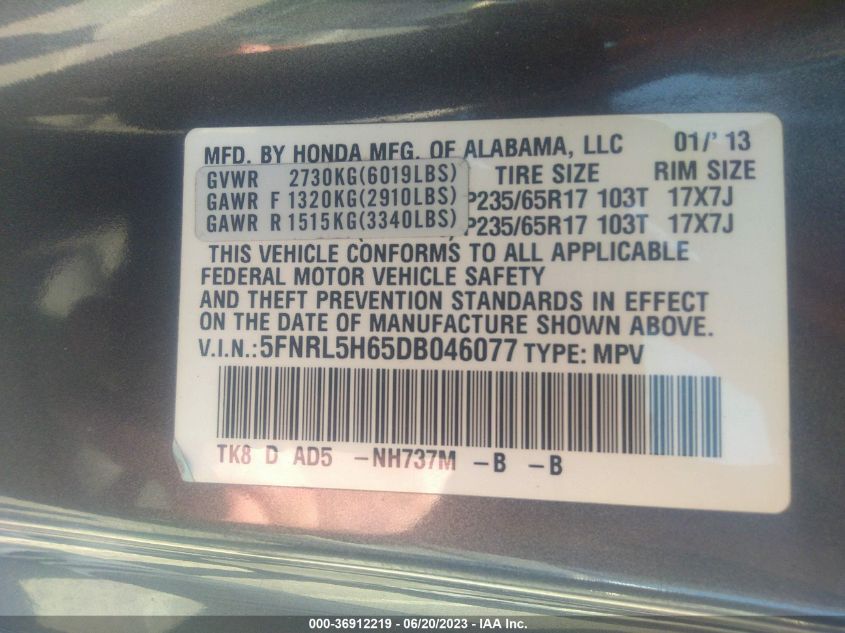 MFD. BY HONDA MFG. OF ALABAMA, LLC 01/' 13
GVWR 2730KG(6019LBS) TIRE SIZE RIM SIZE
GAWR F 1320KG(2910LBS) P235/65R17 103T 17X7J
GAWR R 1515KG(3340LBS) P235/65R17 103T 17X7J
THIS VEHICLE CONFORMS TO ALL APPLICABLE
FEDERAL MOTOR VEHICLE SAFETY
AND THEFT PREVENTION STANDARDS IN EFFECT
ON THE DATE OF MANUFACTURE SHOWN ABOVE.
V.I.N.: 5FNRL5H65DB046077 TYPE: MPV
TK8 D AD5 -NH737M -B -B
000-36912219 - 06/20/2023 - IAA Inc.